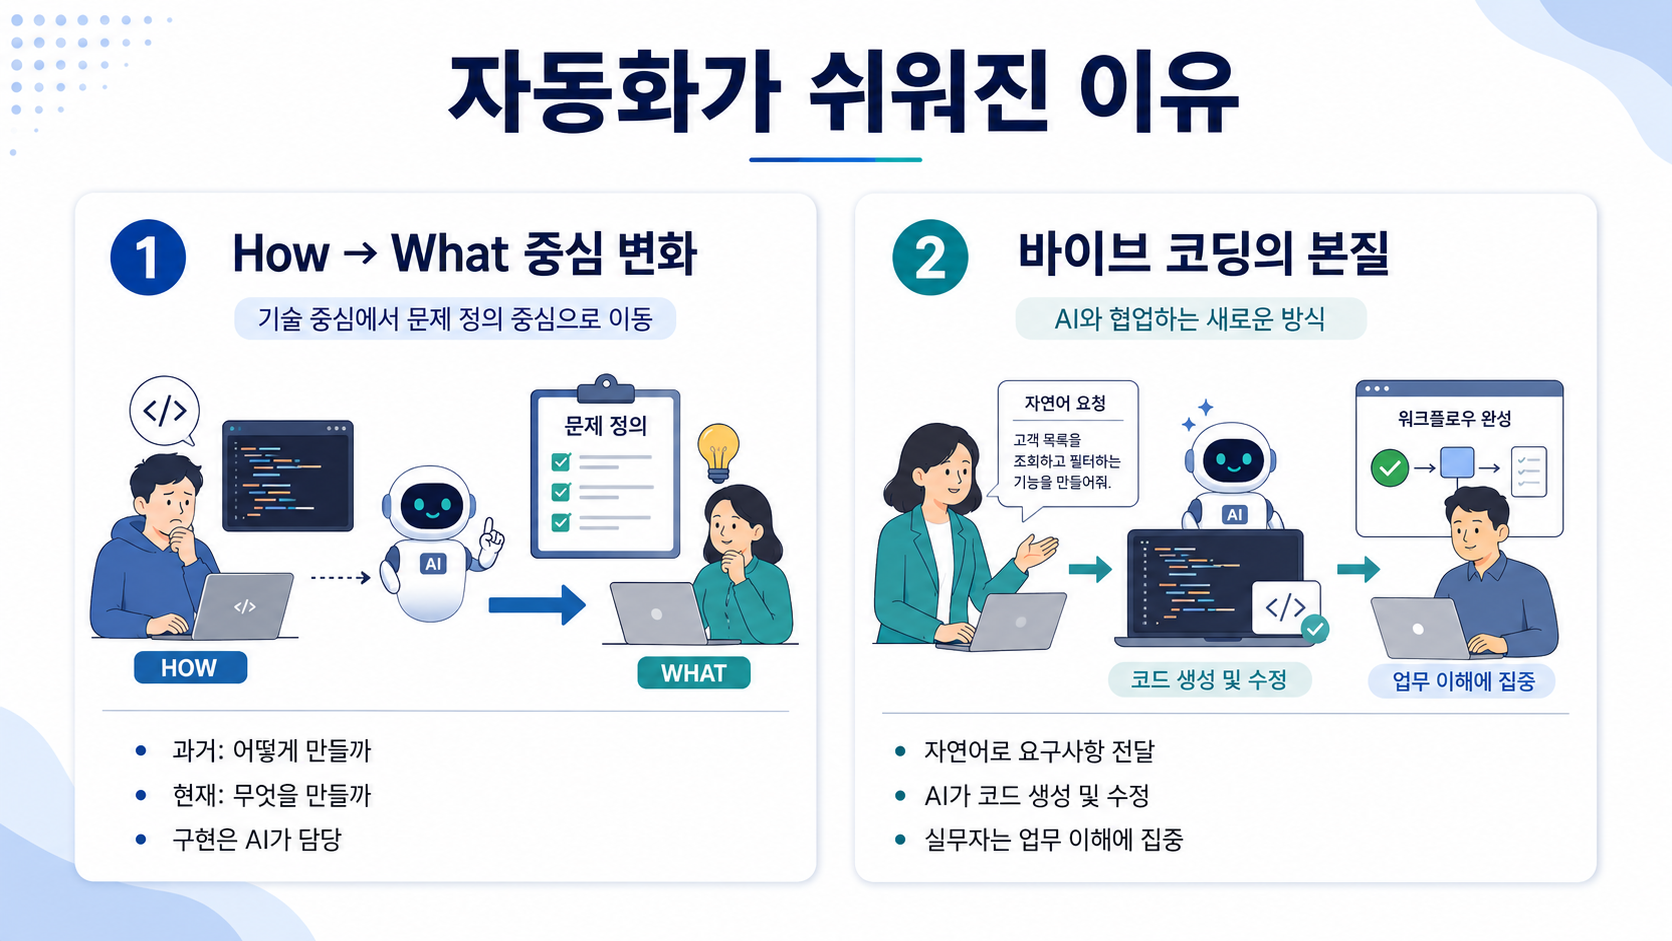 자동화가 쉬워진 이유
1
How → What 중심 변화
기술 중심에서 문제 정의 중심으로 이동
</>
문제 정의
AI
</>
HOW
WHAT
과거: 어떻게 만들까
현재: 무엇을 만들까
구현은 AI가 담당
2
바이브 코딩의 본질
AI와 협업하는 새로운 방식
자연어 요청
고객 목록을
조회하고 필터하는
기능을 만들어줘.
AI
</>
워크플로우 완성
코드 생성 및 수정
업무 이해에 집중
자연어로 요구사항 전달
AI가 코드 생성 및 수정
실무자는 업무 이해에 집중